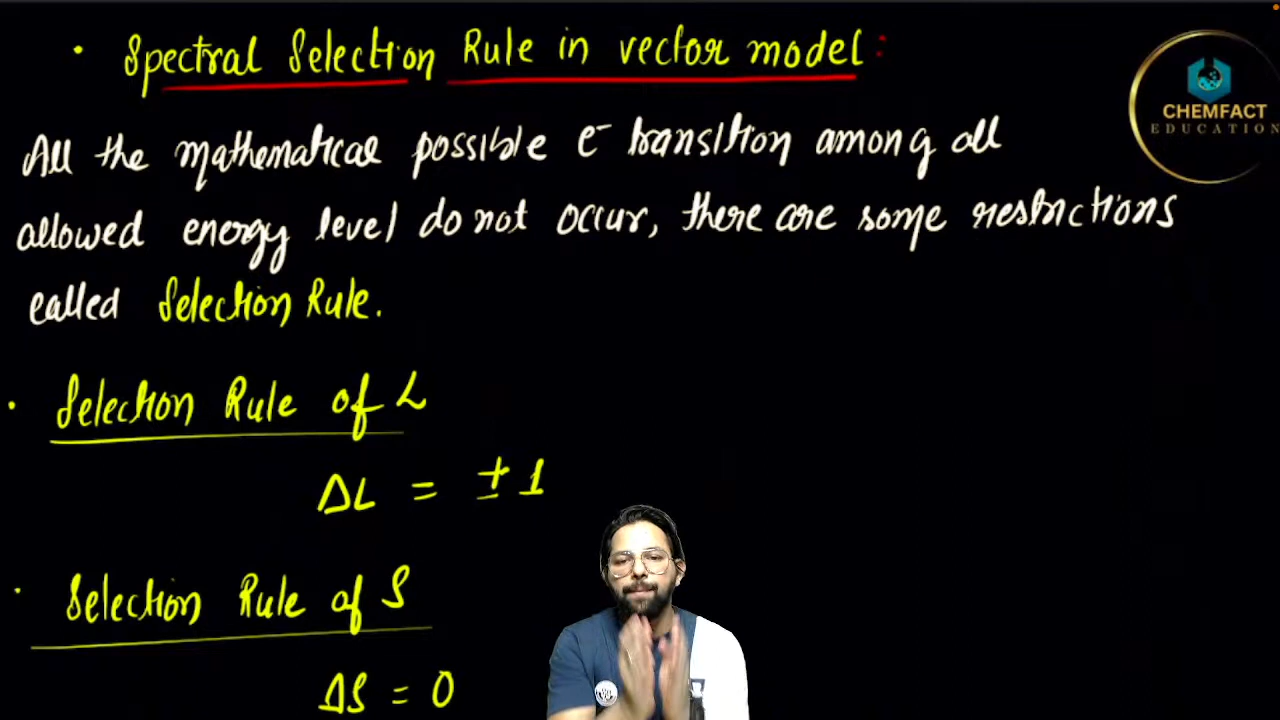 • Spectral Selection Rule in vector model :
CHEMFACT
EDUCATION
All the mathematical possible e⁻ transition among all
allowed energy level do not occur, there are some restrictions
called Selection Rule.
• Selection Rule of L
ΔL = ±1
• Selection Rule of S
ΔS = 0